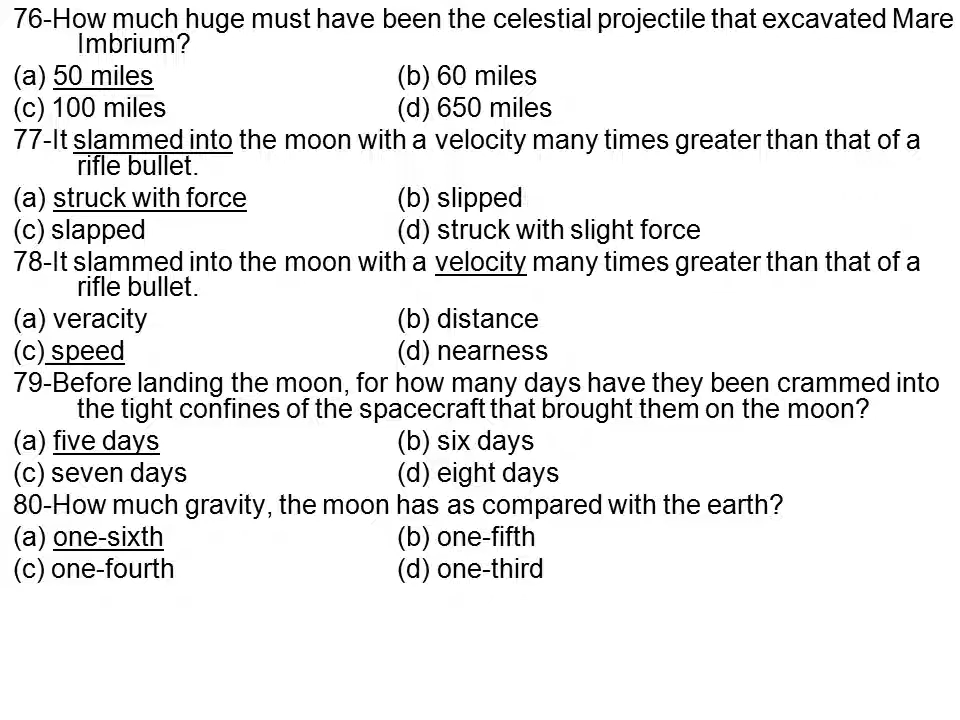 76-How much huge must have been the celestial projectile that excavated Mare
Imbrium?
(a) 50 miles (b) 60 miles
(c) 100 miles (d) 650 miles
77-It slammed into the moon with a velocity many times greater than that of a
rifle bullet.
(a) struck with force (b) slipped
(c) slapped (d) struck with slight force
78-It slammed into the moon with a velocity many times greater than that of a
rifle bullet.
(a) veracity (b) distance
(c) speed (d) nearness
79-Before landing the moon, for how many days have they been crammed into
the tight confines of the spacecraft that brought them on the moon?
(a) five days (b) six days
(c) seven days (d) eight days
80-How much gravity, the moon has as compared with the earth?
(a) one-sixth (b) one-fifth
(c) one-fourth (d) one-third